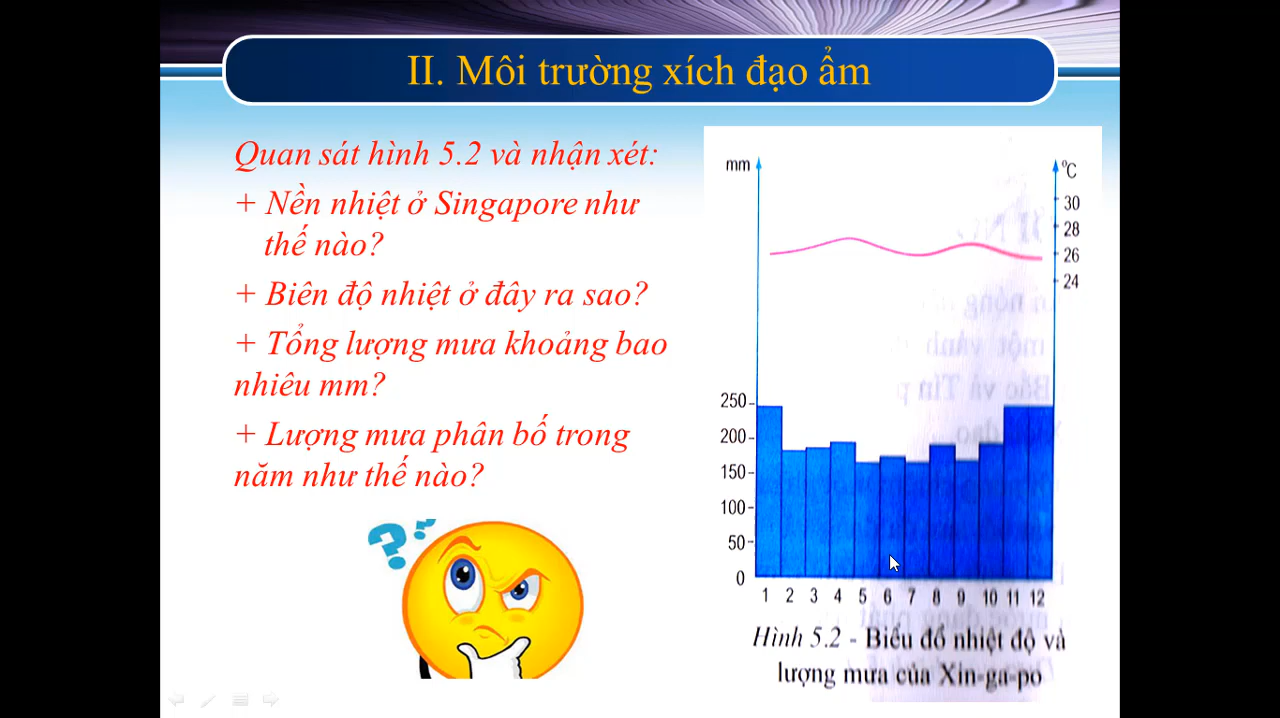 II. Môi trường xích đạo ẩm
Quan sát hình 5.2 và nhận xét:
+ Nền nhiệt ở Singapore như
thế nào?
+ Biên độ nhiệt ở đây ra sao?
+ Tổng lượng mưa khoảng bao
nhiêu mm?
+ Lượng mưa phân bố trong
năm như thế nào?
??
mm
°C
30
28
26
24
250
200
150
100
50
0
1 2 3 4 5 6 7 8 9 10 11 12
Hình 5.2 - Biểu đồ nhiệt độ và
lượng mưa của Xin-ga-po